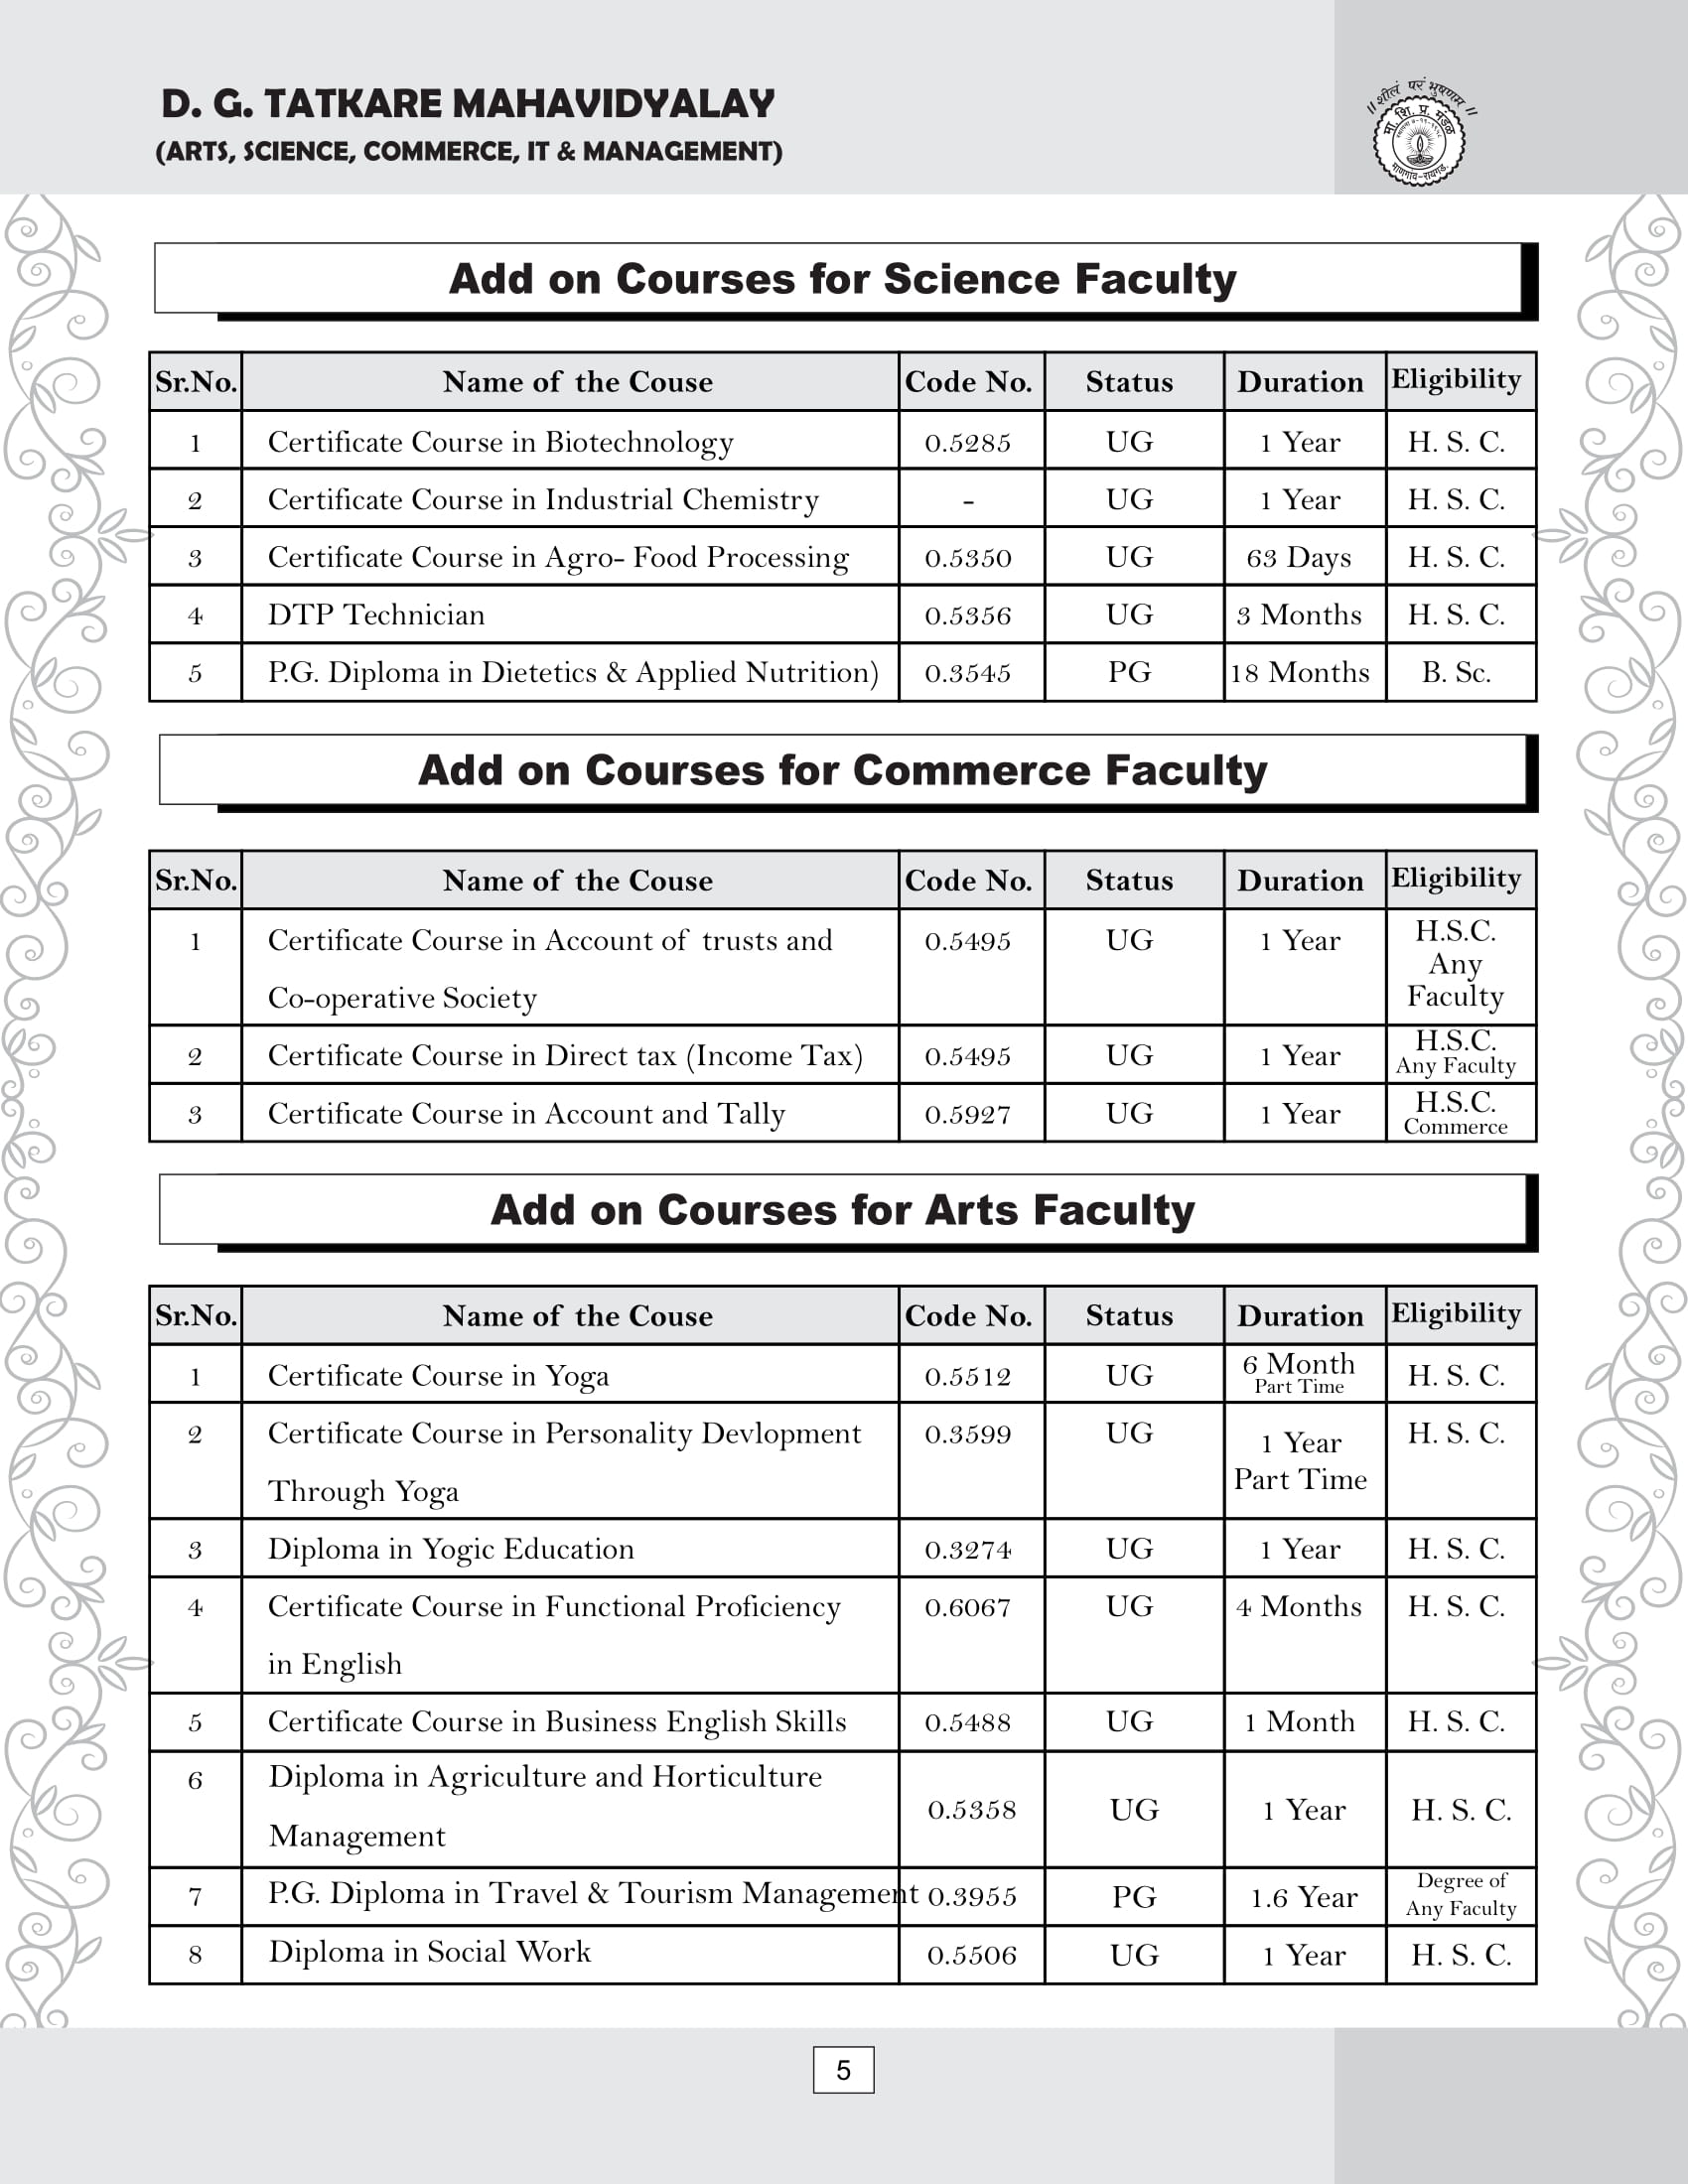 D. G. TATKARE MAHAVIDYALAY
(ARTS, SCIENCE, COMMERCE, IT & MANAGEMENT)
॥ शीलं परं भुषणम ॥
मा. शि. प्र. मंडळ
माणगांव-रायगड.
Add on Courses for Science Faculty
Sr.No. Name of the Couse Code No. Status Duration Eligibility
1 Certificate Course in Biotechnology 0.5285 UG 1 Year H. S. C.
2 Certificate Course in Industrial Chemistry - UG 1 Year H. S. C.
3 Certificate Course in Agro- Food Processing 0.5350 UG 63 Days H. S. C.
4 DTP Technician 0.5356 UG 3 Months H. S. C.
5 P.G. Diploma in Dietetics & Applied Nutrition) 0.3545 PG 18 Months B. Sc.
Add on Courses for Commerce Faculty
Sr.No. Name of the Couse Code No. Status Duration Eligibility
1 Certificate Course in Account of trusts and 0.5495 UG 1 Year H.S.C.
Any
Co-operative Society Faculty
2 Certificate Course in Direct tax (Income Tax) 0.5495 UG 1 Year H.S.C.
Any Faculty
3 Certificate Course in Account and Tally 0.5927 UG 1 Year H.S.C.
Commerce
Add on Courses for Arts Faculty
Sr.No. Name of the Couse Code No. Status Duration Eligibility
1 Certificate Course in Yoga 0.5512 UG 6 Month H. S. C.
Part Time
2 Certificate Course in Personality Devlopment 0.3599 UG 1 Year H. S. C.
Through Yoga Part Time
3 Diploma in Yogic Education 0.3274 UG 1 Year H. S. C.
4 Certificate Course in Functional Proficiency 0.6067 UG 4 Months H. S. C.
in English
5 Certificate Course in Business English Skills 0.5488 UG 1 Month H. S. C.
6 Diploma in Agriculture and Horticulture 0.5358 UG 1 Year H. S. C.
Management
7 P.G. Diploma in Travel & Tourism Management 0.3955 PG 1.6 Year Degree of
Any Faculty
8 Diploma in Social Work 0.5506 UG 1 Year H. S. C.
5